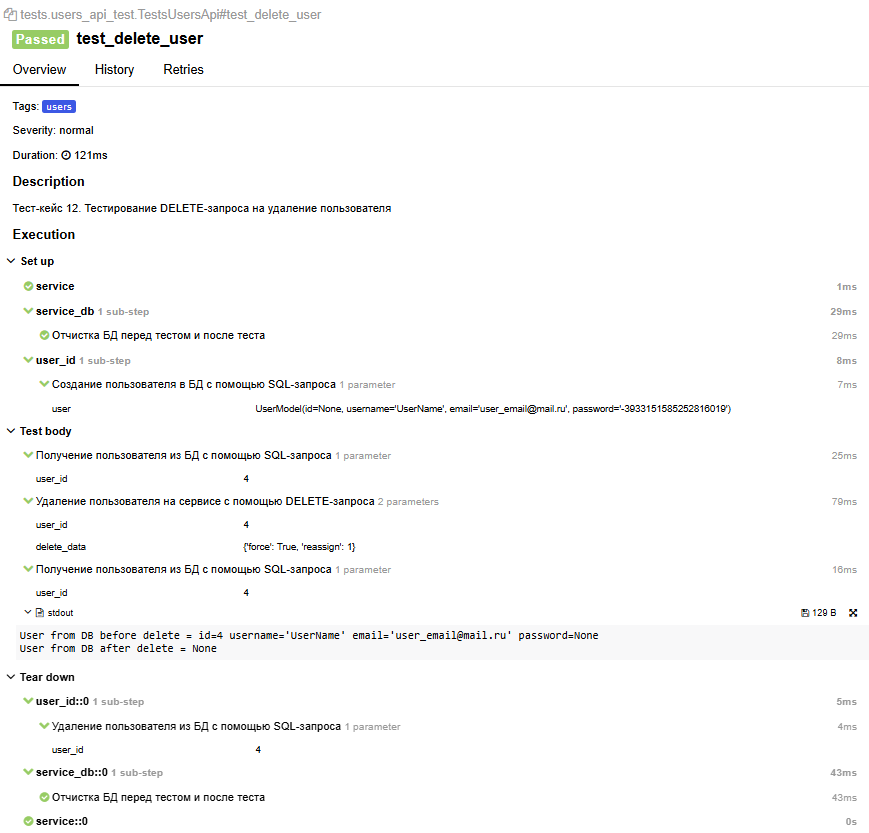 tests.users_api_test.TestsUsersApi#test_delete_user
Passed test_delete_user
Overview History Retries
Tags: users
Severity: normal
Duration: 121ms
Description
Тест-кейс 12. Тестирование DELETE-запроса на удаление пользователя
Execution
Set up
service 1ms
service_db 1 sub-step 29ms
Отчистка БД перед тестом и после теста 29ms
user_id 1 sub-step 8ms
Создание пользователя в БД с помощью SQL-запроса 1 parameter 7ms
user UserModel(id=None, username='UserName', email='user_email@mail.ru', password='-3933151585252816019')
Test body
Получение пользователя из БД с помощью SQL-запроса 1 parameter 25ms
user_id 4
Удаление пользователя на сервисе с помощью DELETE-запроса 2 parameters 79ms
user_id 4
delete_data {'force': True, 'reassign': 1}
Получение пользователя из БД с помощью SQL-запроса 1 parameter 16ms
user_id 4
stdout 129 B
User from DB before delete = id=4 username='UserName' email='user_email@mail.ru' password=None
User from DB after delete = None
Tear down
user_id::0 1 sub-step 5ms
Удаление пользователя из БД с помощью SQL-запроса 1 parameter 4ms
user_id 4
service_db::0 1 sub-step 43ms
Отчистка БД перед тестом и после теста 43ms
service::0 0s